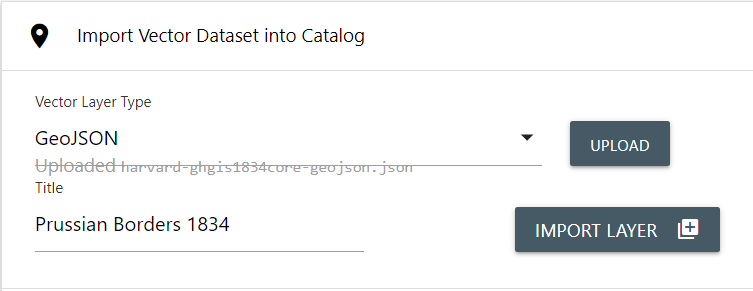 Import Vector Dataset into Catalog
Vector Layer Type
GeoJSON
UPLOAD
Uploaded harvard-ghgis1834core-geojson.json
Title
Prussian Borders 1834
IMPORT LAYER